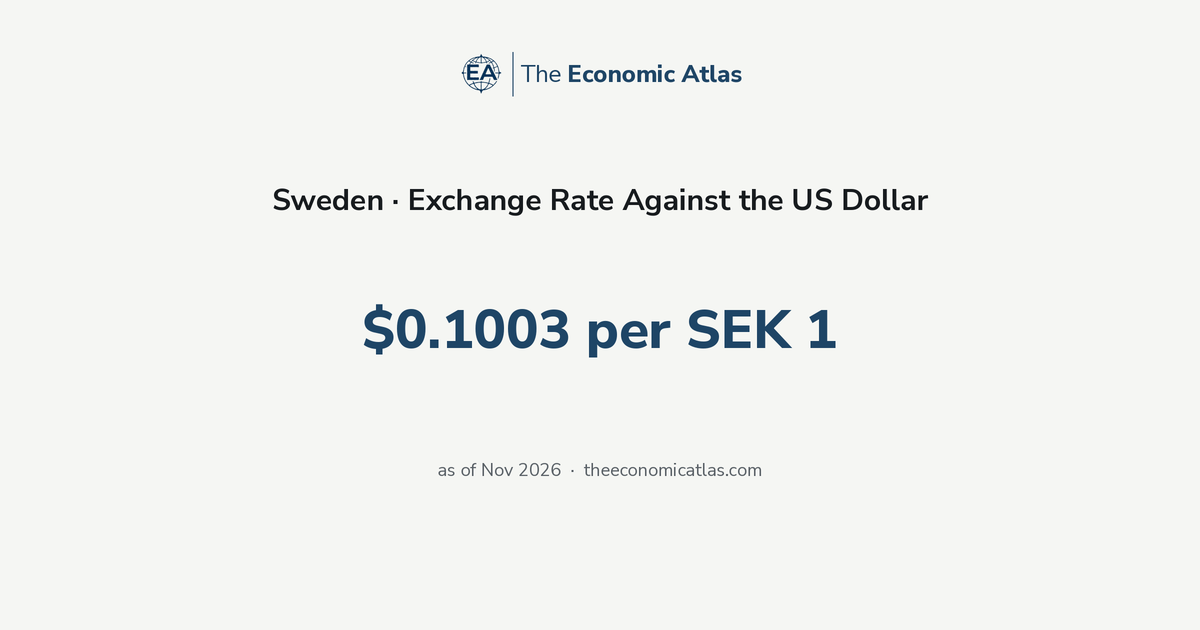 EA The Economic Atlas
Sweden · Exchange Rate Against the US Dollar
$0.1003 per SEK 1
as of Nov 2026 · theeconomicatlas.com